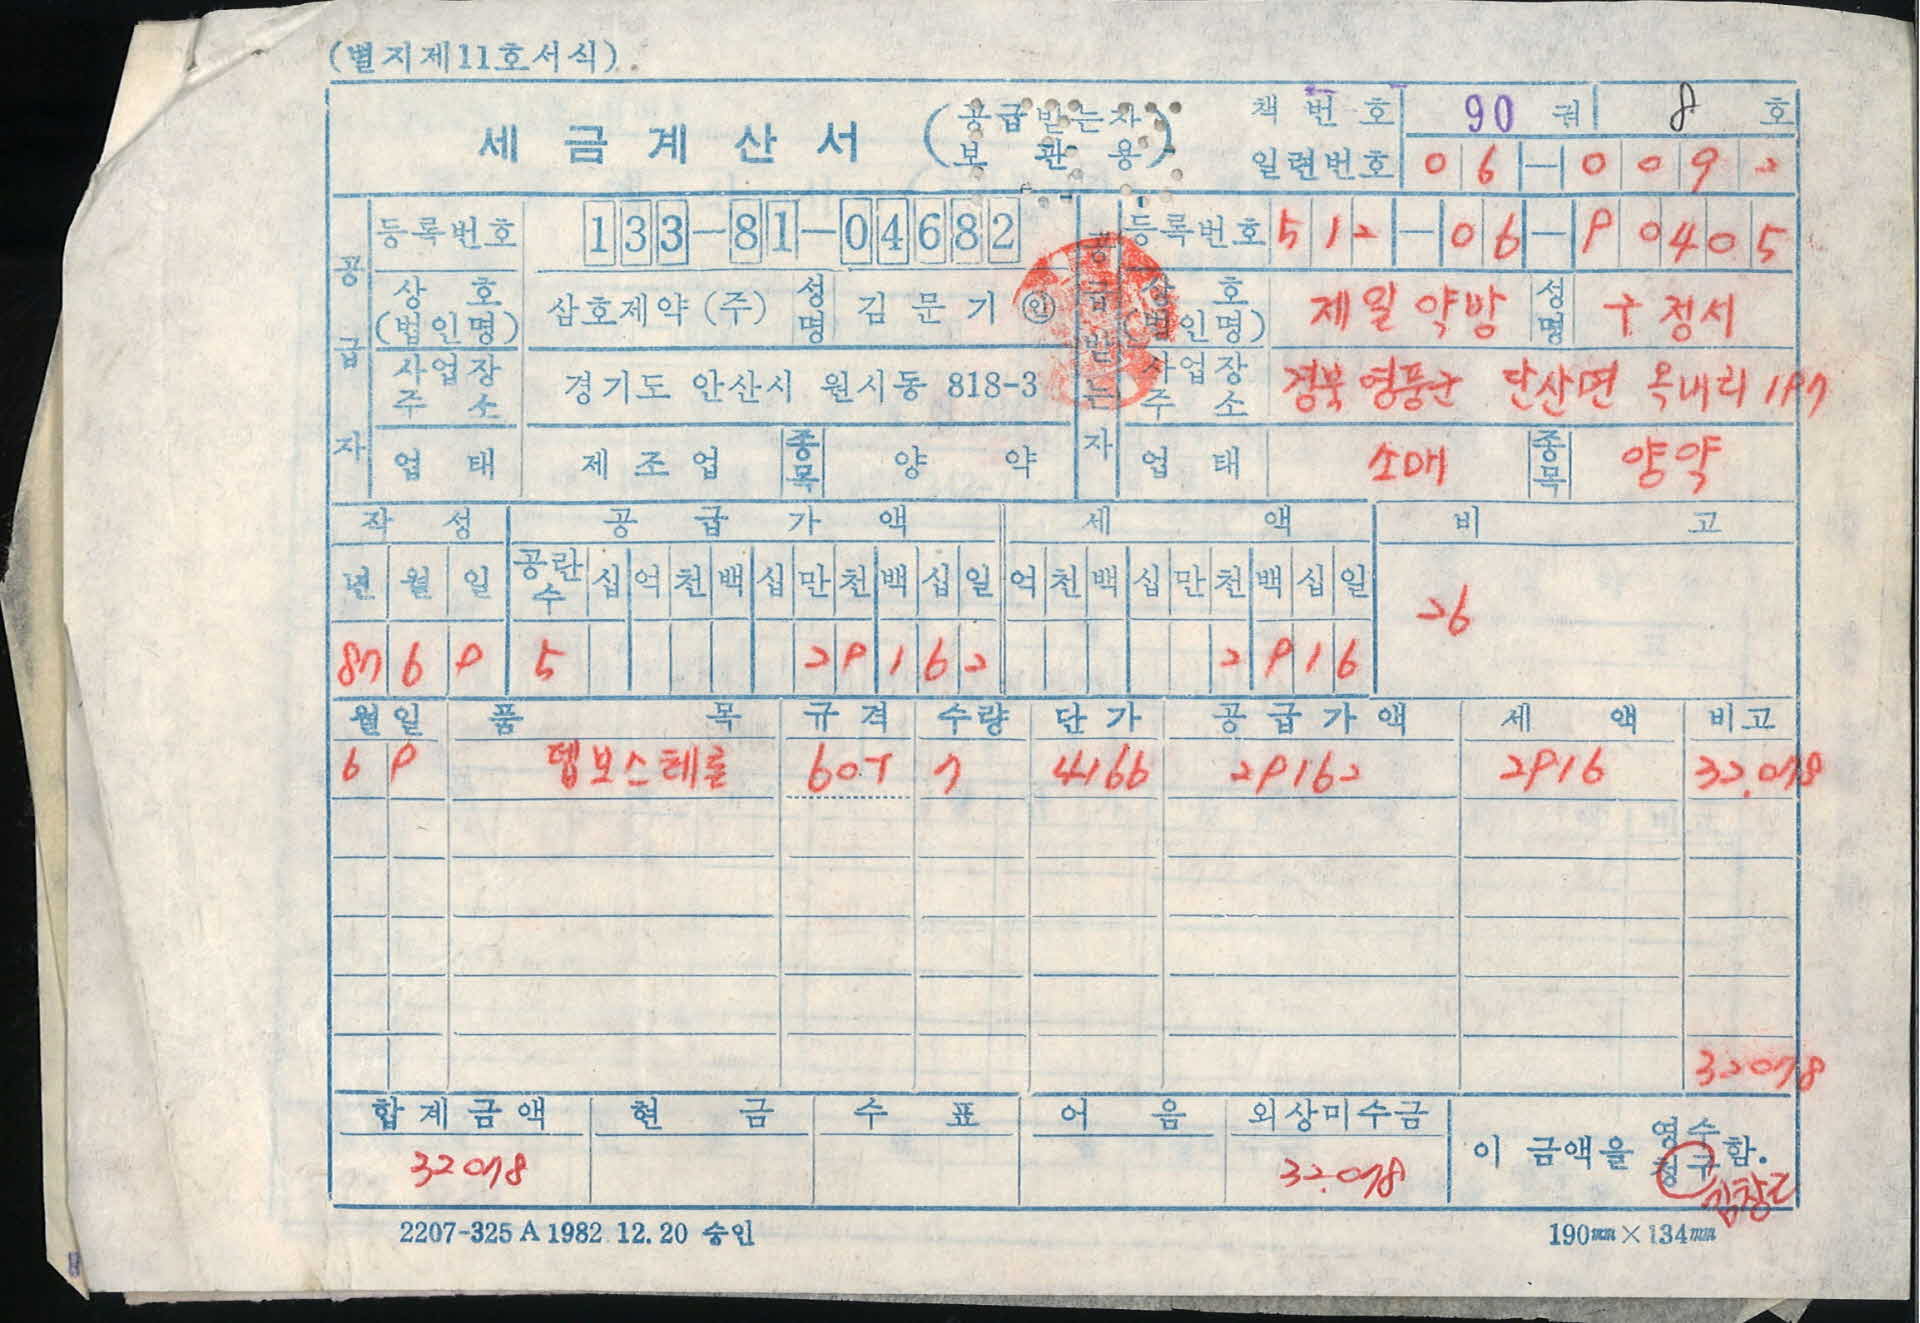 (별지제11호서식)
세금계산서 (공급받는자 보관용) 책번호 90 권 8 호
일련번호 06-0092
공급자 등록번호 133-81-04682
상호(법인명) 삼호제약(주) 성명 김문기 ㊞
사업장주소 경기도 안산시 원시동 818-3
업태 제조업 종목 양약
공급받는자 등록번호 512-06-90405
상호(법인명) 제일약방 성명 구정서
사업장주소 경북 영풍군 단산면 옥내리 197
업태 소매 종목 양약
작성 공급가액 세액 비고
년 월 일 공란수 십 억 천 백 십 만 천 백 십 일 억 천 백 십 만 천 백 십 일
87 6 9 5 29162 2916 26
월 일 품목 규격 수량 단가 공급가액 세액 비고
6 9 뎁보스테롤 60T 7 4166 29162 2916 32.078
32078
합계금액 현금 수표 어음 외상미수금 이 금액을 영수 청구 함.
32078 32.078
2207-325 A 1982. 12. 20 승인 190㎜×134㎜